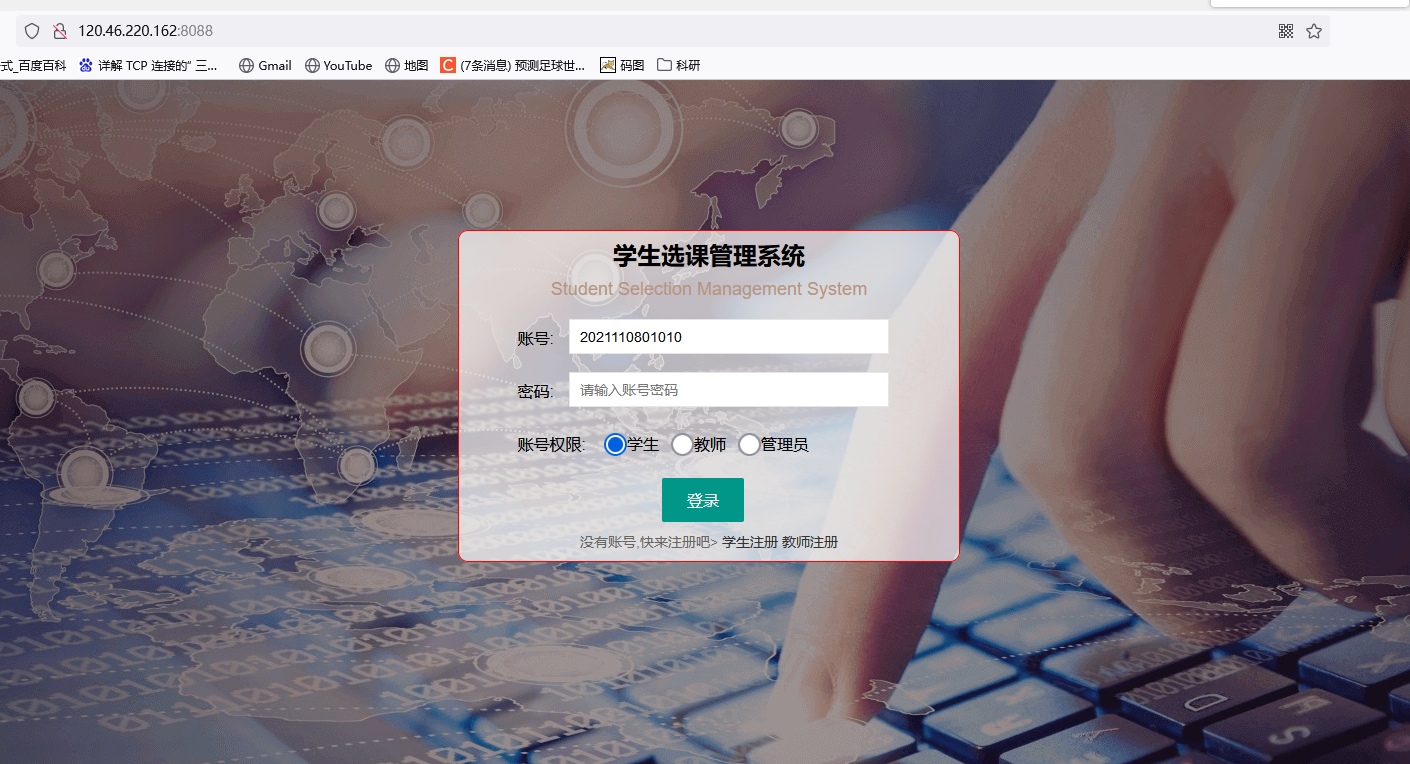 120.46.220.162:8088
式_百度百科 详解 TCP 连接的“ 三... Gmail YouTube 地图 (7条消息) 预测足球世... 码图 科研
学生选课管理系统
Student Selection Management System
账号: 2021110801010
密码: 请输入账号密码
账号权限: 学生 教师 管理员
登录
没有账号,快来注册吧> 学生注册 教师注册